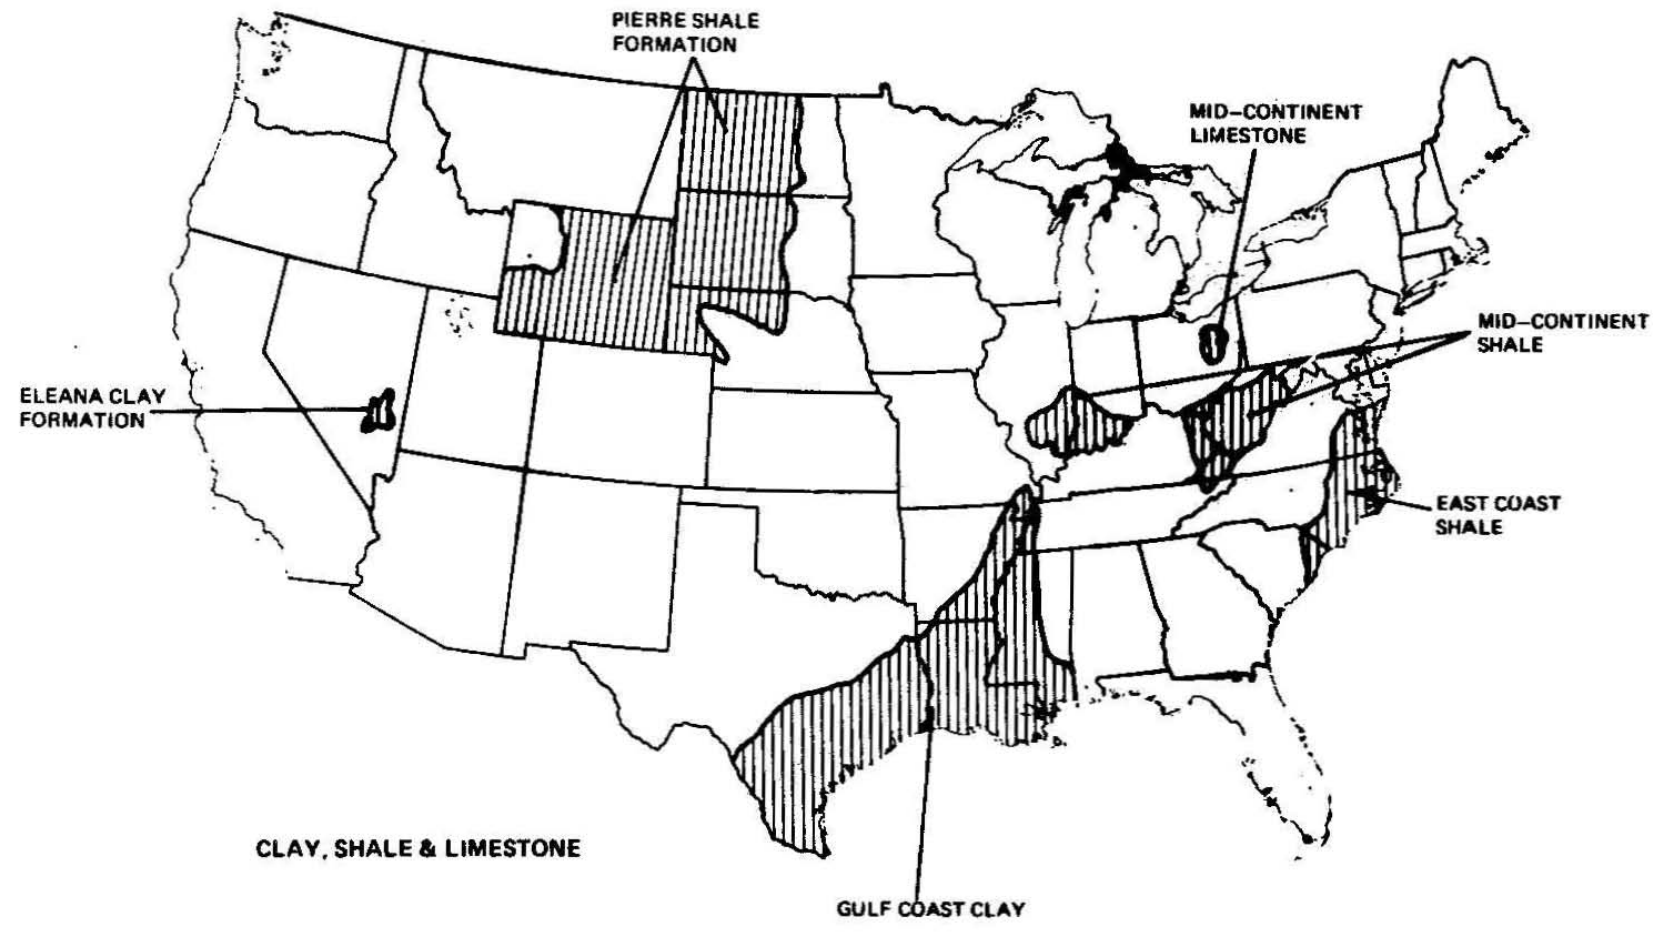 PIERRE SHALE
FORMATION
MID–CONTINENT
LIMESTONE
MID–CONTINENT
SHALE
ELEANA CLAY
FORMATION
EAST COAST
SHALE
CLAY, SHALE & LIMESTONE
GULF COAST CLAY